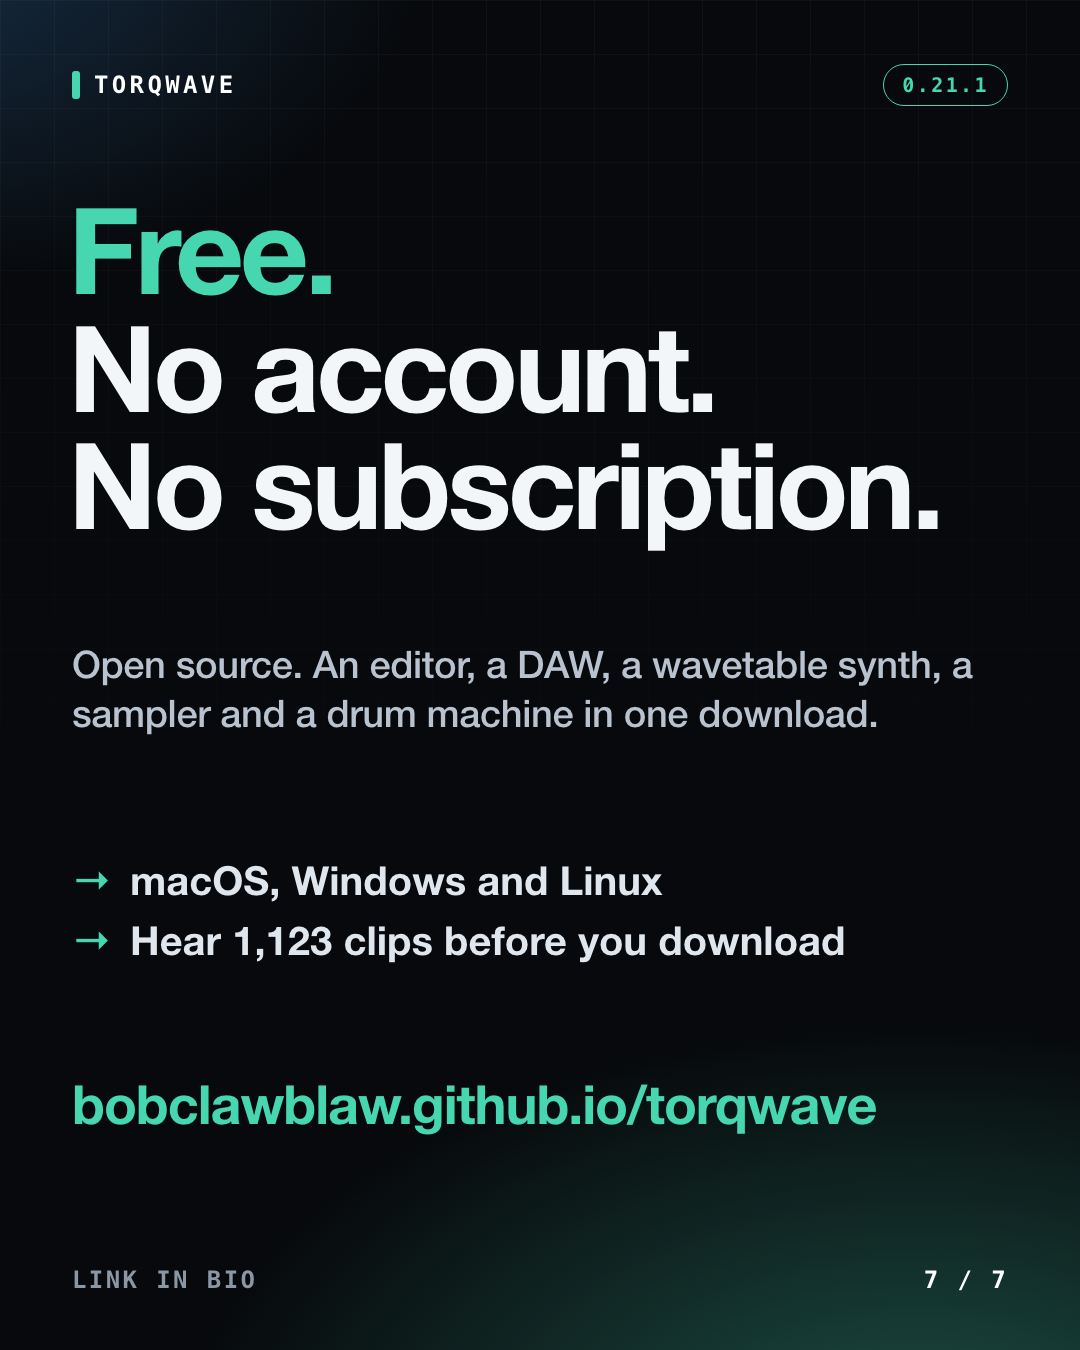 TORQWAVE
0.21.1
Free.
No account.
No subscription.
Open source. An editor, a DAW, a wavetable synth, a
sampler and a drum machine in one download.
→ macOS, Windows and Linux
→ Hear 1,123 clips before you download
bobclawblaw.github.io/torqwave
LINK IN BIO
7 / 7